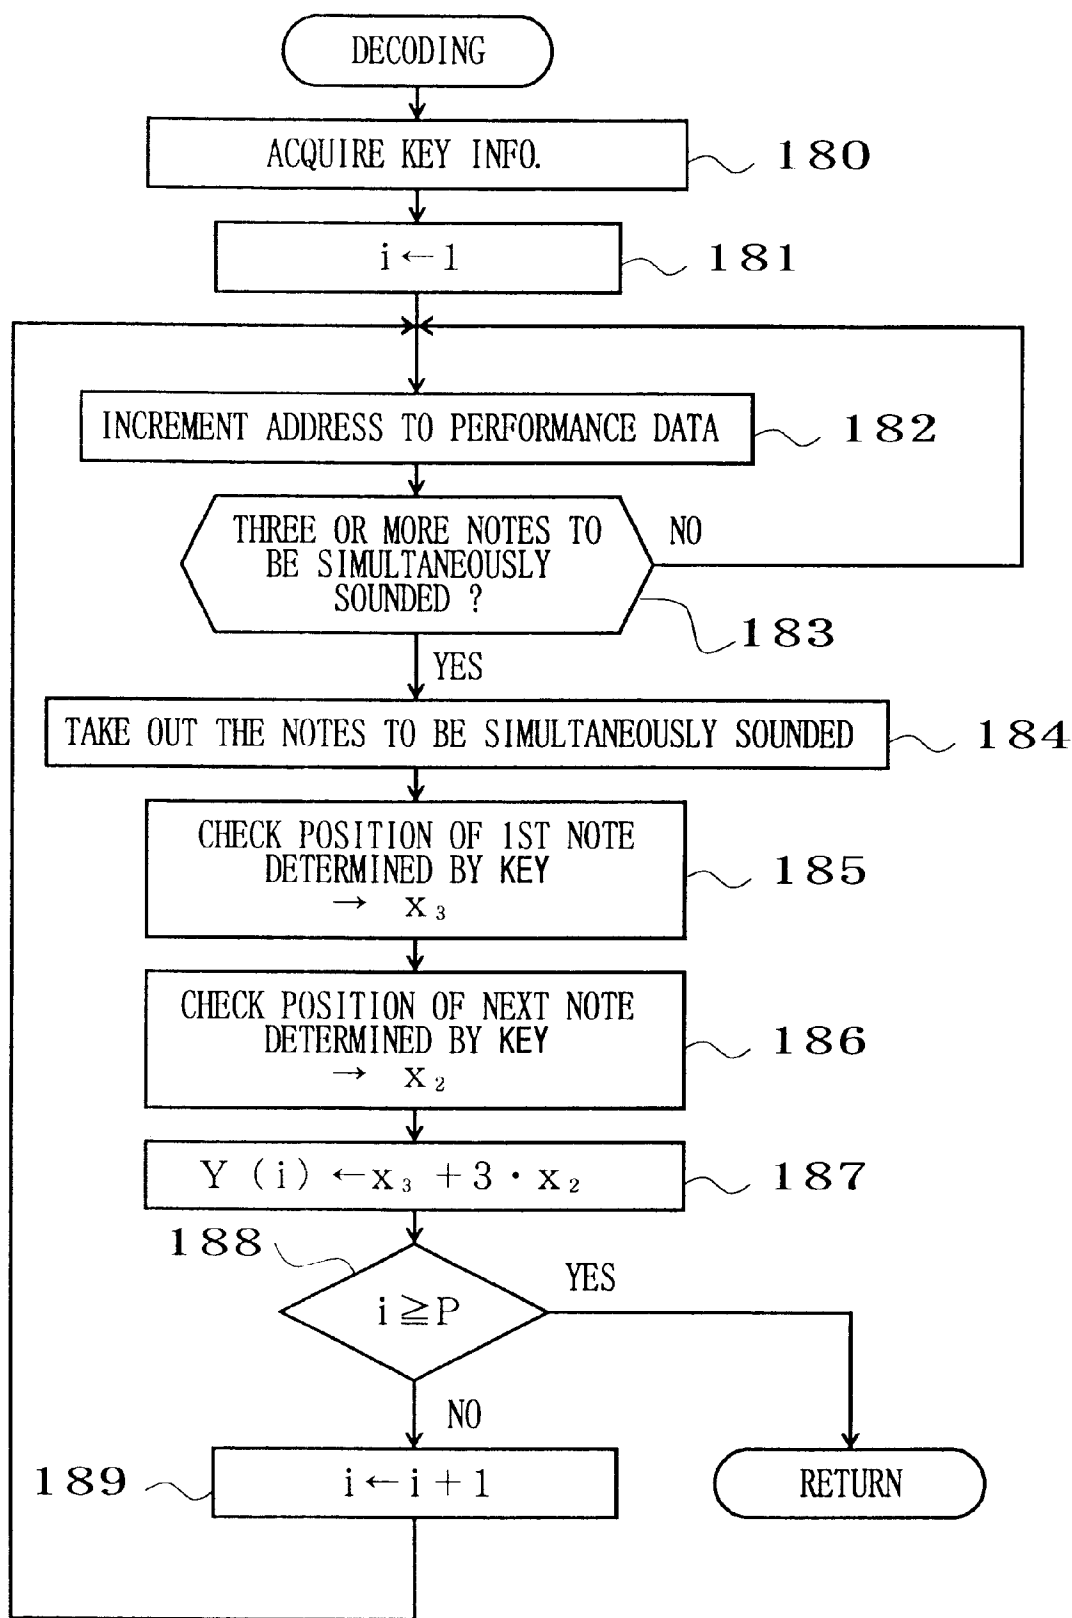 DECODING
ACQUIRE KEY INFO.
180
i←1
181
INCREMENT ADDRESS TO PERFORMANCE DATA
182
THREE OR MORE NOTES TO
BE SIMULTANEOUSLY
SOUNDED ?
NO
183
YES
TAKE OUT THE NOTES TO BE SIMULTANEOUSLY SOUNDED
184
CHECK POSITION OF 1ST NOTE
DETERMINED BY KEY
→ x₃
185
CHECK POSITION OF NEXT NOTE
DETERMINED BY KEY
→ x₂
186
Y (i) ←x₃ +3・x₂
187
188
i≧P
YES
NO
189
i←i+1
RETURN